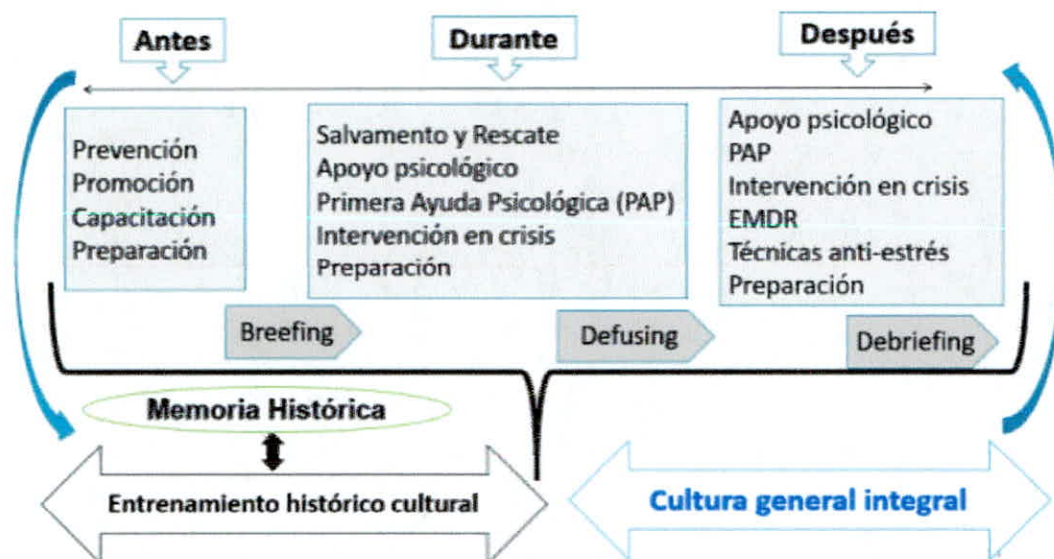 Antes
Durante
Después
Prevención
Promoción
Capacitación
Preparación
Salvamento y Rescate
Apoyo psicológico
Primera Ayuda Psicológica (PAP)
Intervención en crisis
Preparación
Apoyo psicológico
PAP
Intervención en crisis
EMDR
Técnicas anti-estrés
Preparación
Breefing
Defusing
Debriefing
Memoria Histórica
Entrenamiento histórico cultural
Cultura general integral